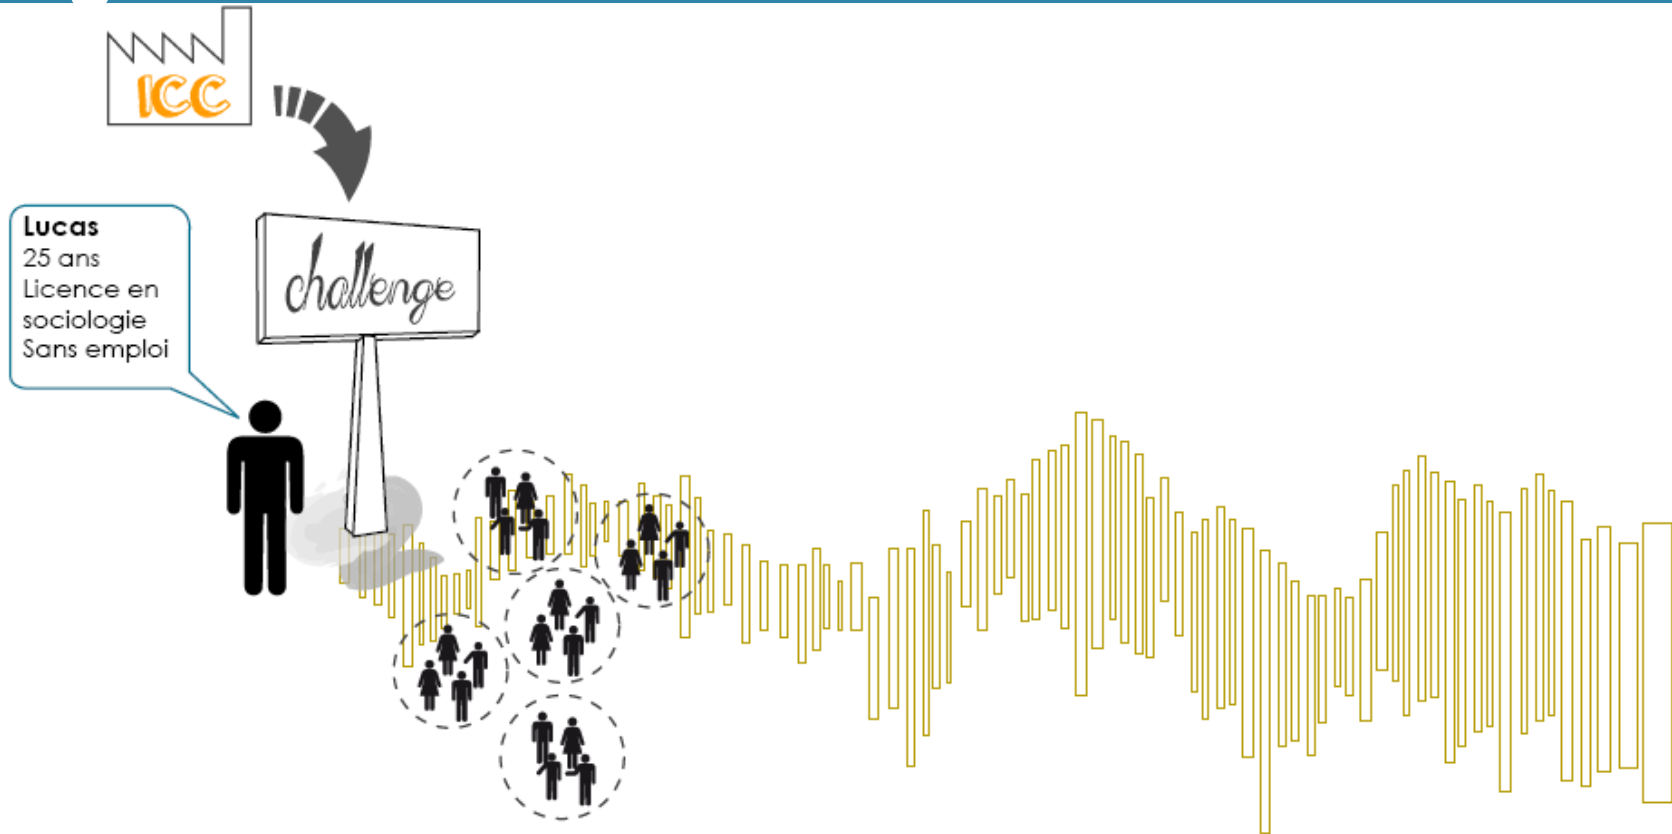 ICC
challenge
Lucas
25 ans
Licence en
sociologie
Sans emploi